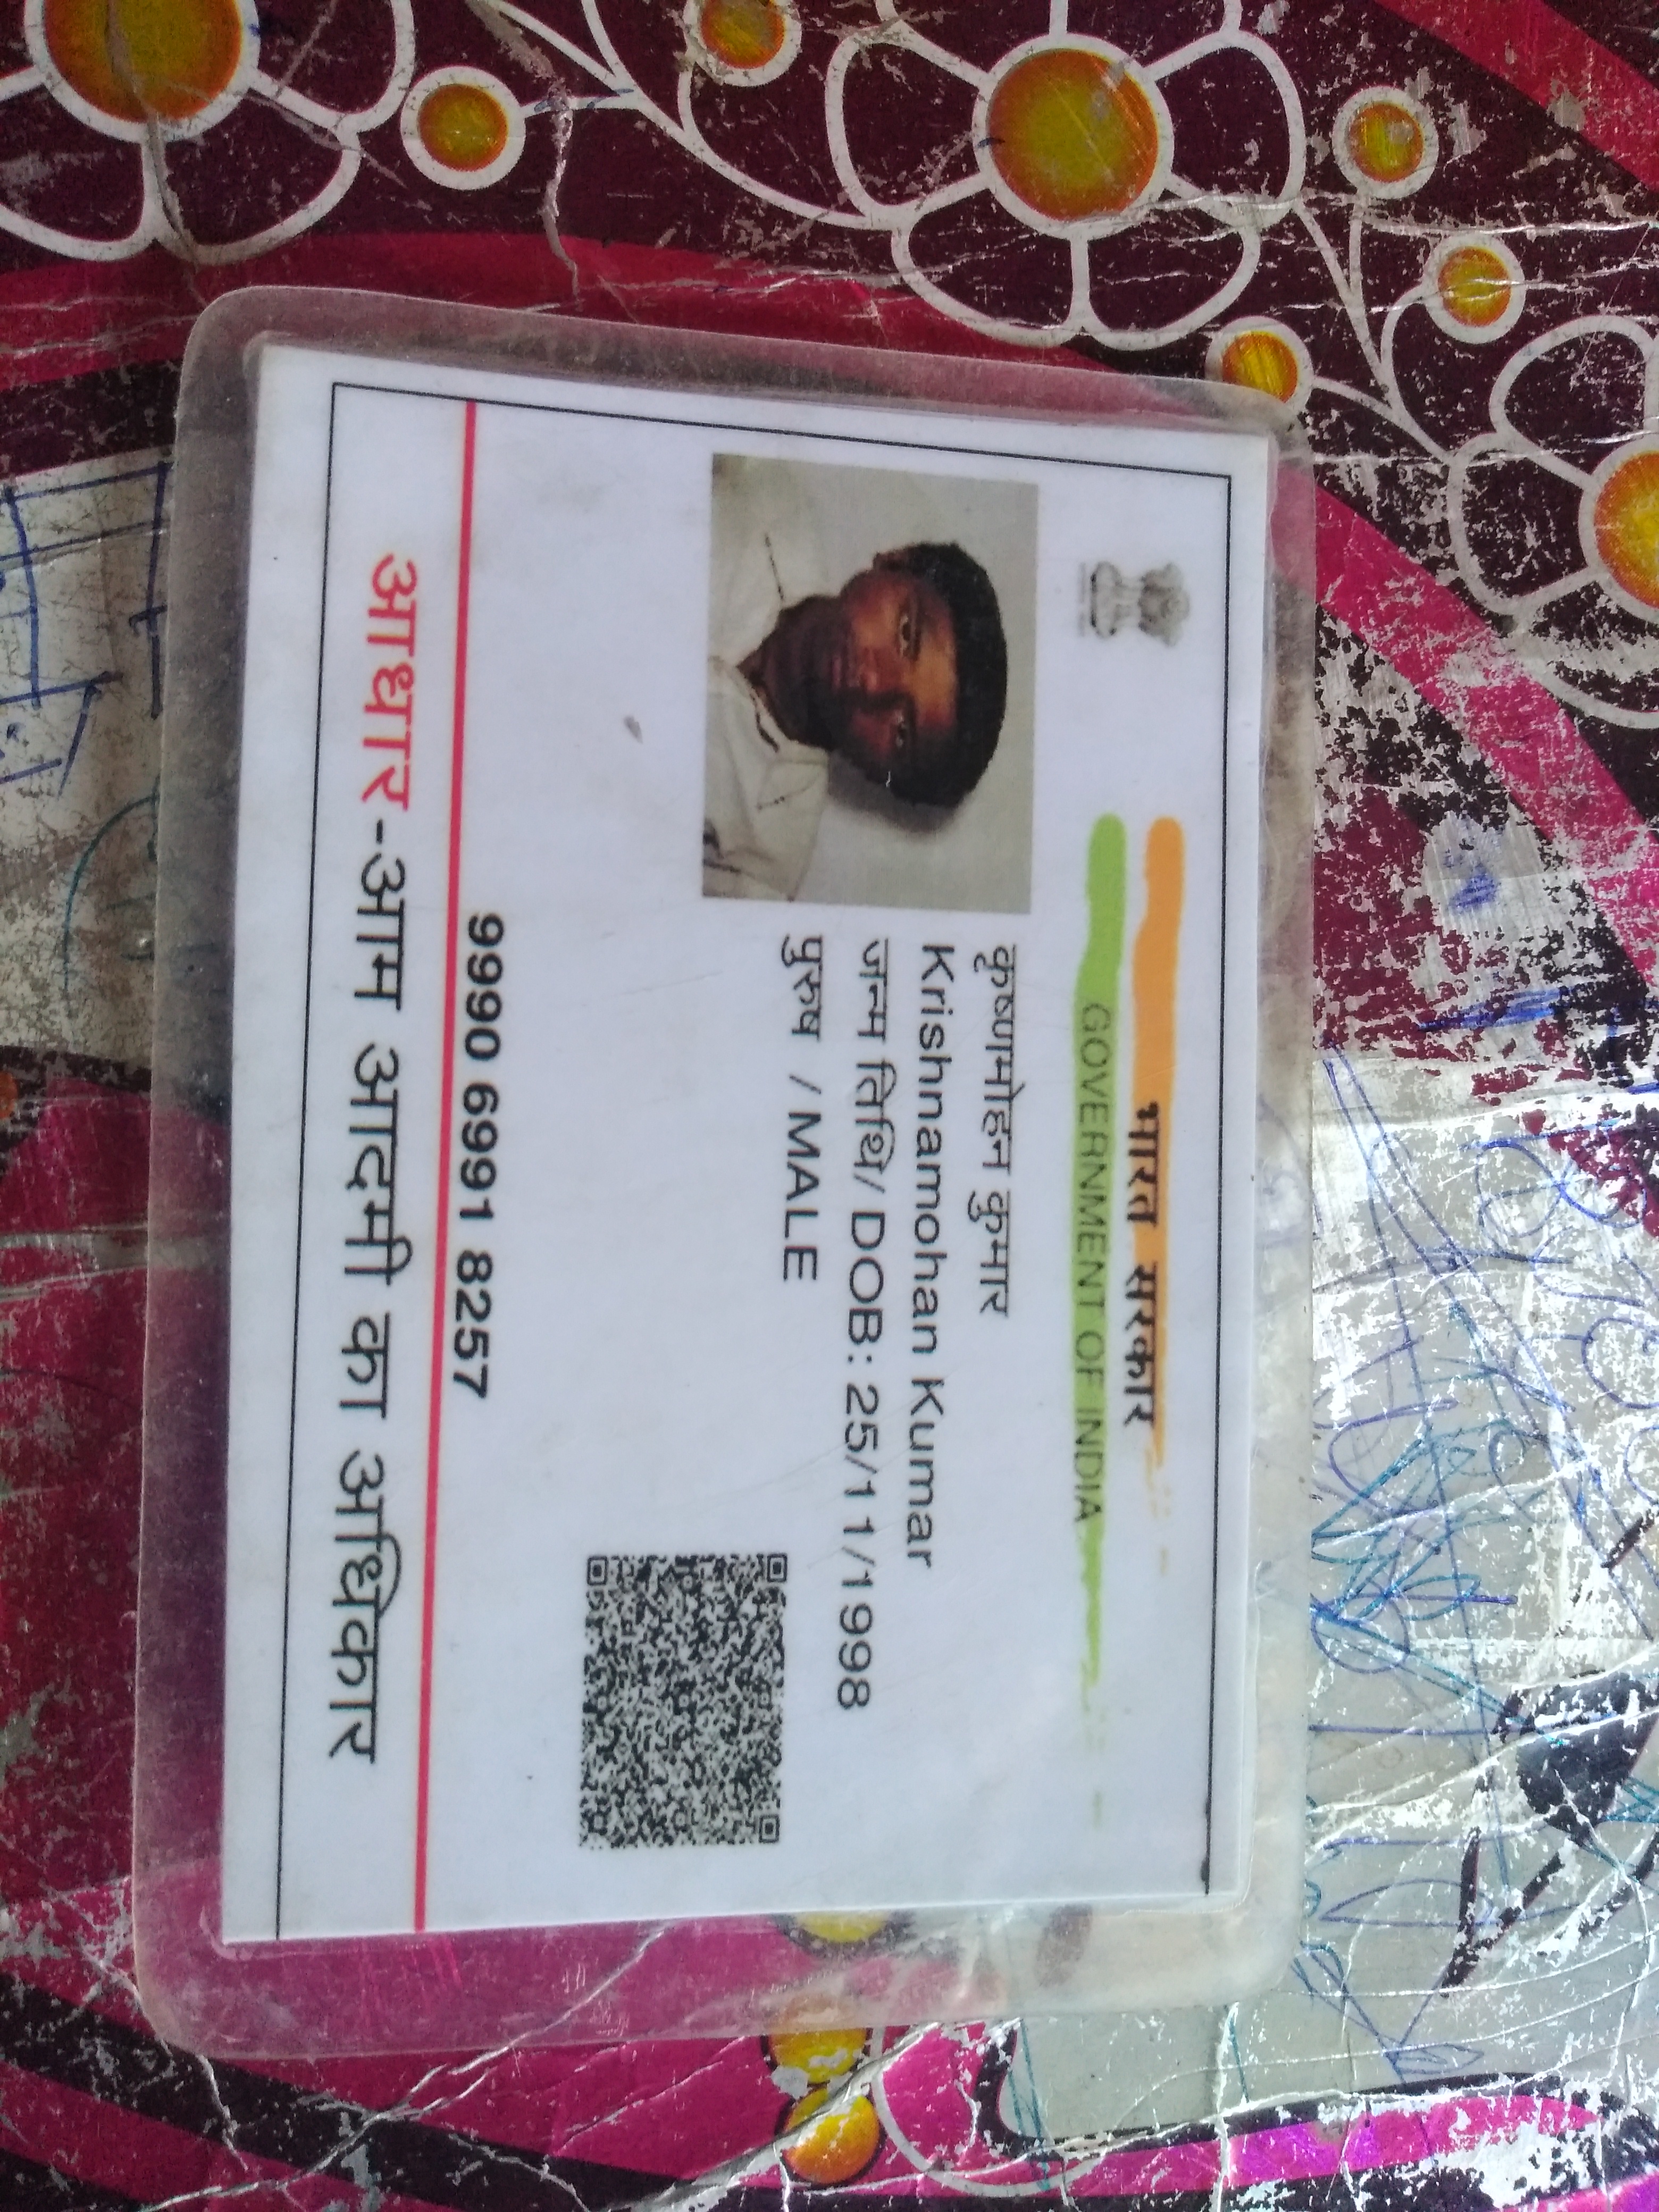 भारत सरकार
GOVERNMENT OF INDIA
कृष्णमोहन कुमार
Krishnamohan Kumar
जन्म तिथि/ DOB: 25/11/1998
पुरुष / MALE
9990 6991 8257
आधार-आम आदमी का अधिकार